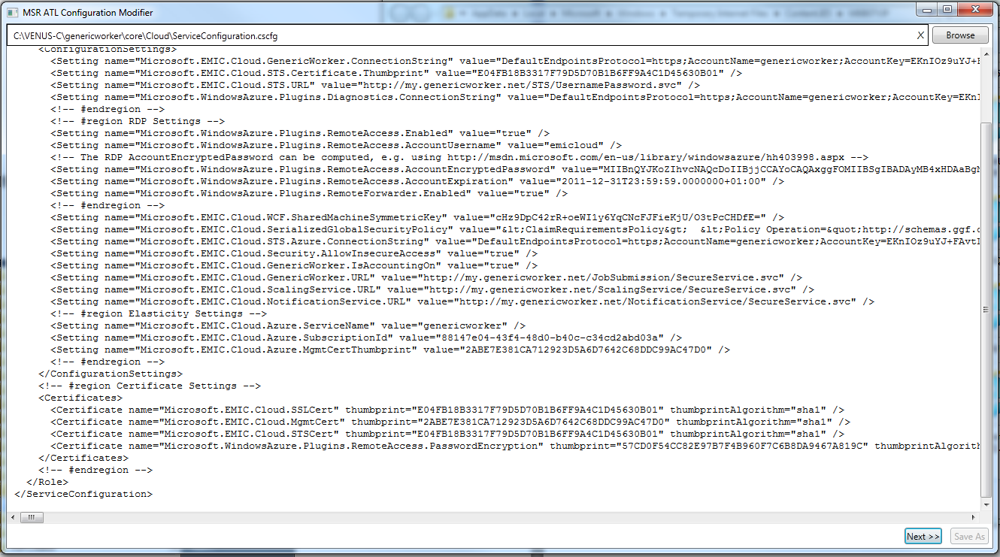 MSR ATL Configuration Modifier
C:\VENUS-C\genericworker\core\Cloud\ServiceConfiguration.cscfg X Browse
<ConfigurationSettings>
<Setting name="Microsoft.EMIC.Cloud.GenericWorker.ConnectionString" value="DefaultEndpointsProtocol=https;AccountName=genericworker;AccountKey=EKnIOz9uYJ+
<Setting name="Microsoft.EMIC.Cloud.STS.Certificate.Thumbprint" value="E04FB18B3317F79D5D70B1B6FF9A4C1D45630B01" />
<Setting name="Microsoft.EMIC.Cloud.STS.URL" value="http://my.genericworker.net/STS/UsernamePassword.svc" />
<Setting name="Microsoft.WindowsAzure.Plugins.Diagnostics.ConnectionString" value="DefaultEndpointsProtocol=https;AccountName=genericworker;AccountKey=EKnI
<!-- #endregion -->
<!-- #region RDP Settings -->
<Setting name="Microsoft.WindowsAzure.Plugins.RemoteAccess.Enabled" value="true" />
<Setting name="Microsoft.WindowsAzure.Plugins.RemoteAccess.AccountUsername" value="emicloud" />
<!-- The RDP AccountEncryptedPassword can be computed, e.g. using http://msdn.microsoft.com/en-us/library/windowsazure/hh403998.aspx -->
<Setting name="Microsoft.WindowsAzure.Plugins.RemoteAccess.AccountEncryptedPassword" value="MIIBnQYJKoZIhvcNAQcDoIIBjjCCAYoCAQAxggFOMIIBSgIBADAyMB4xHDAaBgN
<Setting name="Microsoft.WindowsAzure.Plugins.RemoteAccess.AccountExpiration" value="2011-12-31T23:59:59.0000000+01:00" />
<Setting name="Microsoft.WindowsAzure.Plugins.RemoteForwarder.Enabled" value="true" />
<!-- #endregion -->
<Setting name="Microsoft.EMIC.Cloud.WCF.SharedMachineSymmetricKey" value="cHz9DpC42rR+oeWI1y6YqCNcFJFieKjU/O3tPcCHDfE=" />
<Setting name="Microsoft.EMIC.Cloud.SerializedGlobalSecurityPolicy" value="&lt;ClaimRequirementsPolicy&gt;  &lt;Policy Operation=&quot;http://schemas.ggf.o
<Setting name="Microsoft.EMIC.Cloud.STS.Azure.ConnectionString" value="DefaultEndpointsProtocol=https;AccountName=genericworker;AccountKey=EKnIOz9uYJ+FAvtI
<Setting name="Microsoft.EMIC.Cloud.Security.AllowInsecureAccess" value="true" />
<Setting name="Microsoft.EMIC.Cloud.GenericWorker.IsAccountingOn" value="true" />
<Setting name="Microsoft.EMIC.Cloud.GenericWorker.URL" value="http://my.genericworker.net/JobSubmission/SecureService.svc" />
<Setting name="Microsoft.EMIC.Cloud.ScalingService.URL" value="http://my.genericworker.net/ScalingService/SecureService.svc" />
<Setting name="Microsoft.EMIC.Cloud.NotificationService.URL" value="http://my.genericworker.net/NotificationService/SecureService.svc" />
<!-- #region Elasticity Settings -->
<Setting name="Microsoft.EMIC.Cloud.Azure.ServiceName" value="genericworker" />
<Setting name="Microsoft.EMIC.Cloud.Azure.SubscriptionId" value="88147e04-43f4-48d0-b40c-c34cd2abd03a" />
<Setting name="Microsoft.EMIC.Cloud.Azure.MgmtCertThumbprint" value="2ABE7E381CA712923D5A6D7642C68DDC99AC47D0" />
<!-- #endregion -->
</ConfigurationSettings>
<!-- #region Certificate Settings -->
<Certificates>
<Certificate name="Microsoft.EMIC.Cloud.SSLCert" thumbprint="E04FB18B3317F79D5D70B1B6FF9A4C1D45630B01" thumbprintAlgorithm="sha1" />
<Certificate name="Microsoft.EMIC.Cloud.MgmtCert" thumbprint="2ABE7E381CA712923D5A6D7642C68DDC99AC47D0" thumbprintAlgorithm="sha1" />
<Certificate name="Microsoft.EMIC.Cloud.STSCert" thumbprint="E04FB18B3317F79D5D70B1B6FF9A4C1D45630B01" thumbprintAlgorithm="sha1" />
<Certificate name="Microsoft.WindowsAzure.Plugins.RemoteAccess.PasswordEncryption" thumbprint="57CD0F54CC82E97B7F4B960F7C6B8DA9467A819C" thumbprintAlgorith
</Certificates>
<!-- #endregion -->
</Role>
</ServiceConfiguration>
Next >> Save As